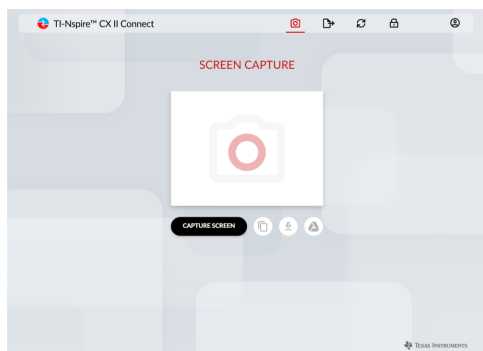 TI-Nspire™ CX II Connect
SCREEN CAPTURE
CAPTURE SCREEN
TEXAS INSTRUMENTS